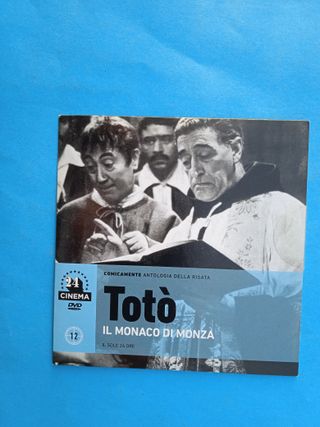 COMICAMENTE ANTOLOGIA DELLA RISATA
24
CINEMA
DVD
Totò
IL MONACO DI MONZA
12
IL SOLE 24 ORE